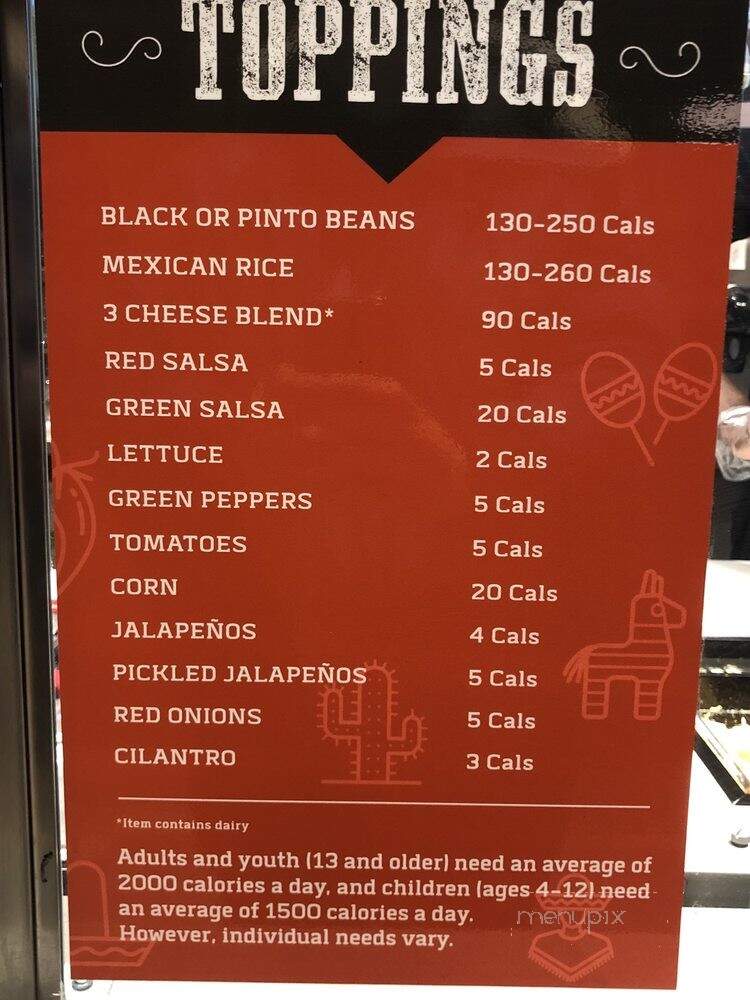 TOPPINGS
BLACK OR PINTO BEANS 130-250 Cals
MEXICAN RICE 130-260 Cals
3 CHEESE BLEND* 90 Cals
RED SALSA 5 Cals
GREEN SALSA 20 Cals
LETTUCE 2 Cals
GREEN PEPPERS 5 Cals
TOMATOES 5 Cals
CORN 20 Cals
JALAPEÑOS 4 Cals
PICKLED JALAPEÑOS 5 Cals
RED ONIONS 5 Cals
CILANTRO 3 Cals
*Item contains dairy
Adults and youth (13 and older) need an average of
2000 calories a day, and children (ages 4-12) need
an average of 1500 calories a day.
However, individual needs vary.
menupix